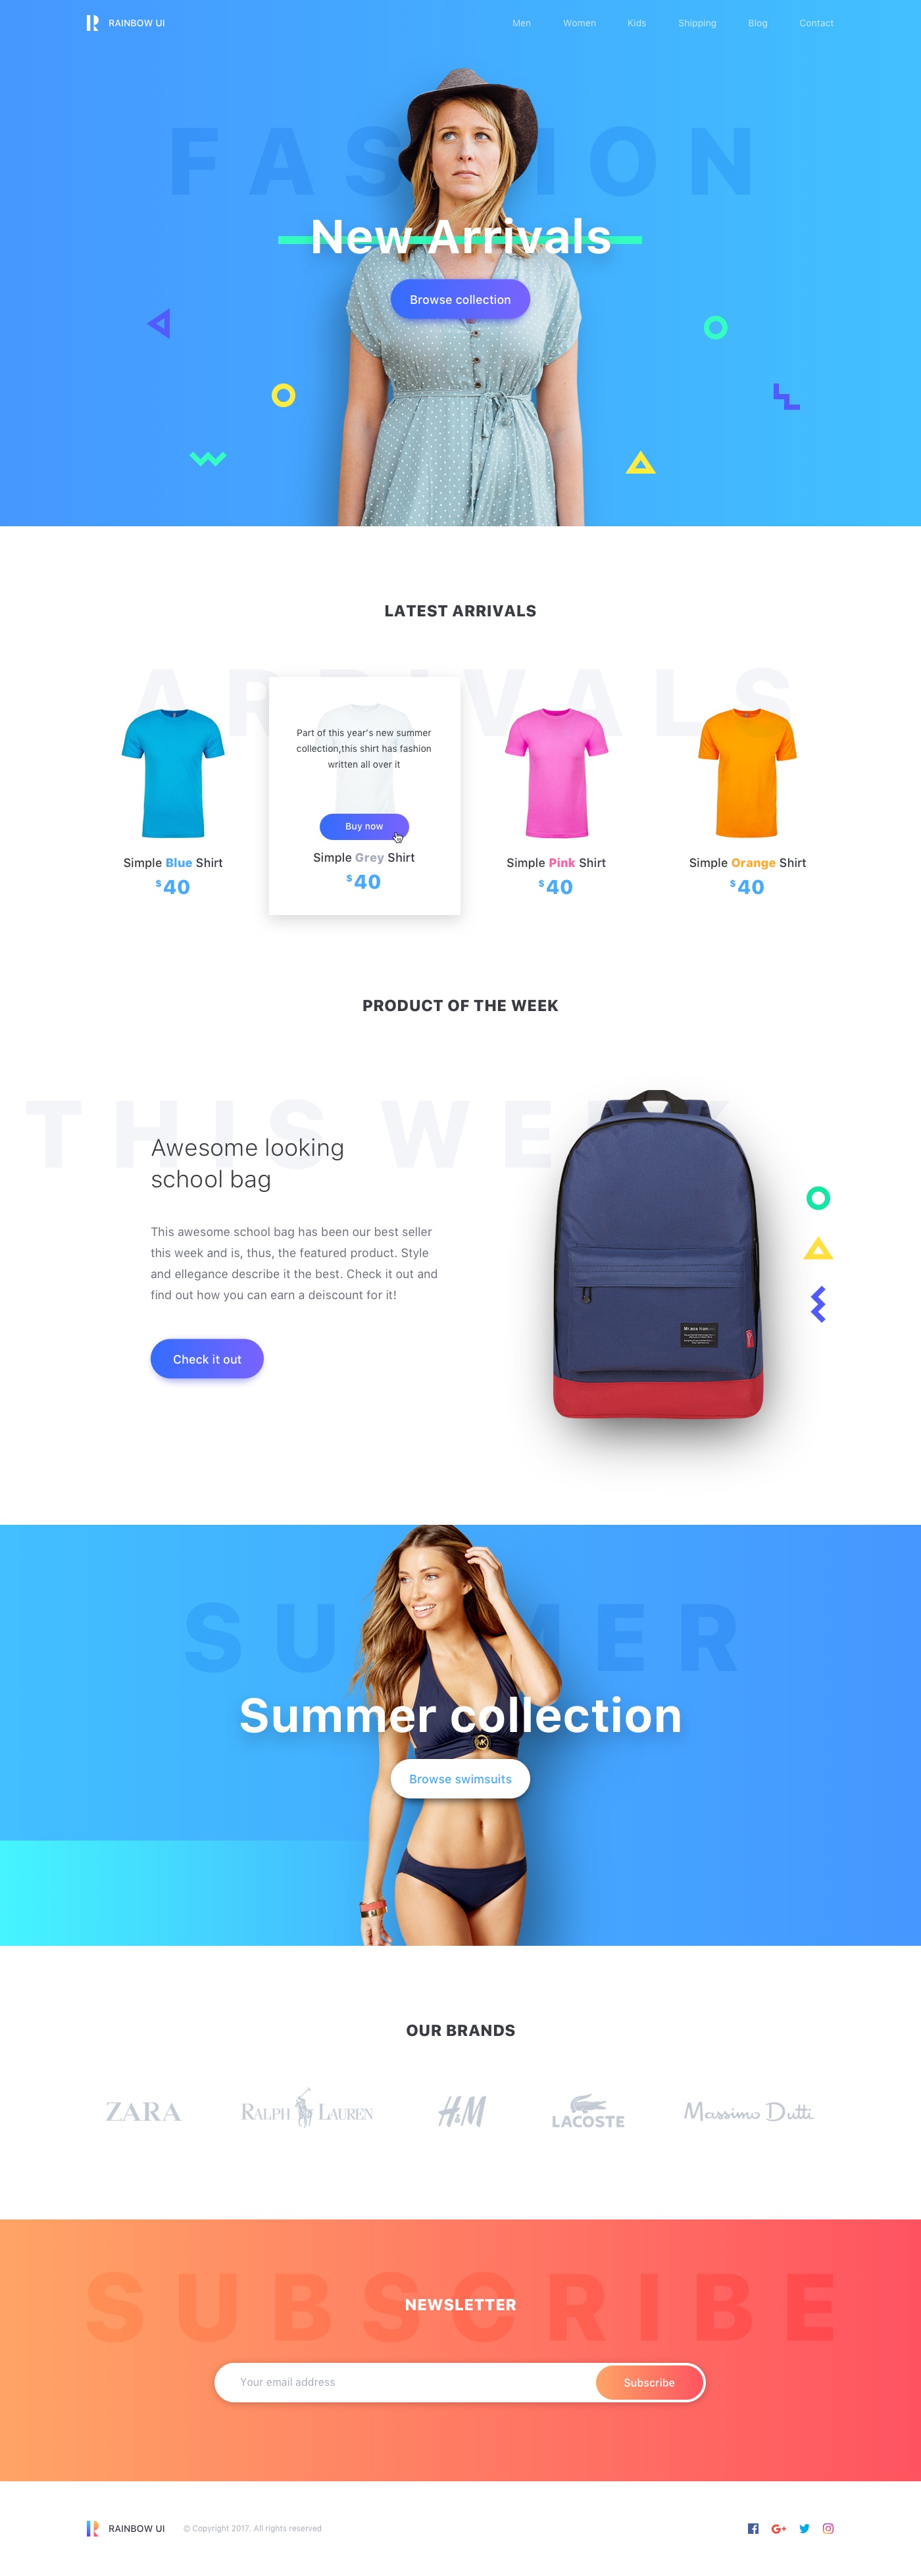 RAINBOW UI
Men Women Kids Shipping Blog Contact
FASHION
New Arrivals
Browse collection
LATEST ARRIVALS
ARRIVALS
Part of this year's new summer
collection,this shirt has fashion
written all over it
Buy now
Simple Blue Shirt
$40
Simple Grey Shirt
$40
Simple Pink Shirt
$40
Simple Orange Shirt
$40
PRODUCT OF THE WEEK
THIS WEEK
Awesome looking
school bag
This awesome school bag has been our best seller
this week and is, thus, the featured product. Style
and ellegance describe it the best. Check it out and
find out how you can earn a deiscount for it!
Check it out
SUMMER
Summer collection
MK
Browse swimsuits
OUR BRANDS
ZARA
RALPH LAUREN
H&M
LACOSTE
Massimo Dutti
SUBSCRIBE
NEWSLETTER
Your email address
Subscribe
RAINBOW UI
© Copyright 2017. All rights reserved
G+